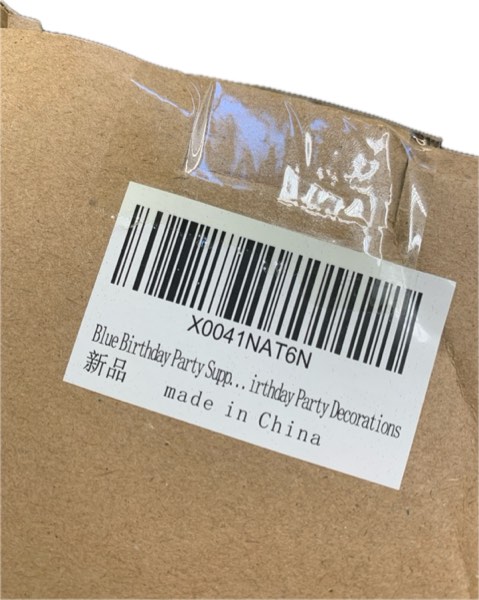 X0041NAT6N
Blue Birthday Party Supp... irthday Party Decorations
新品
made in China